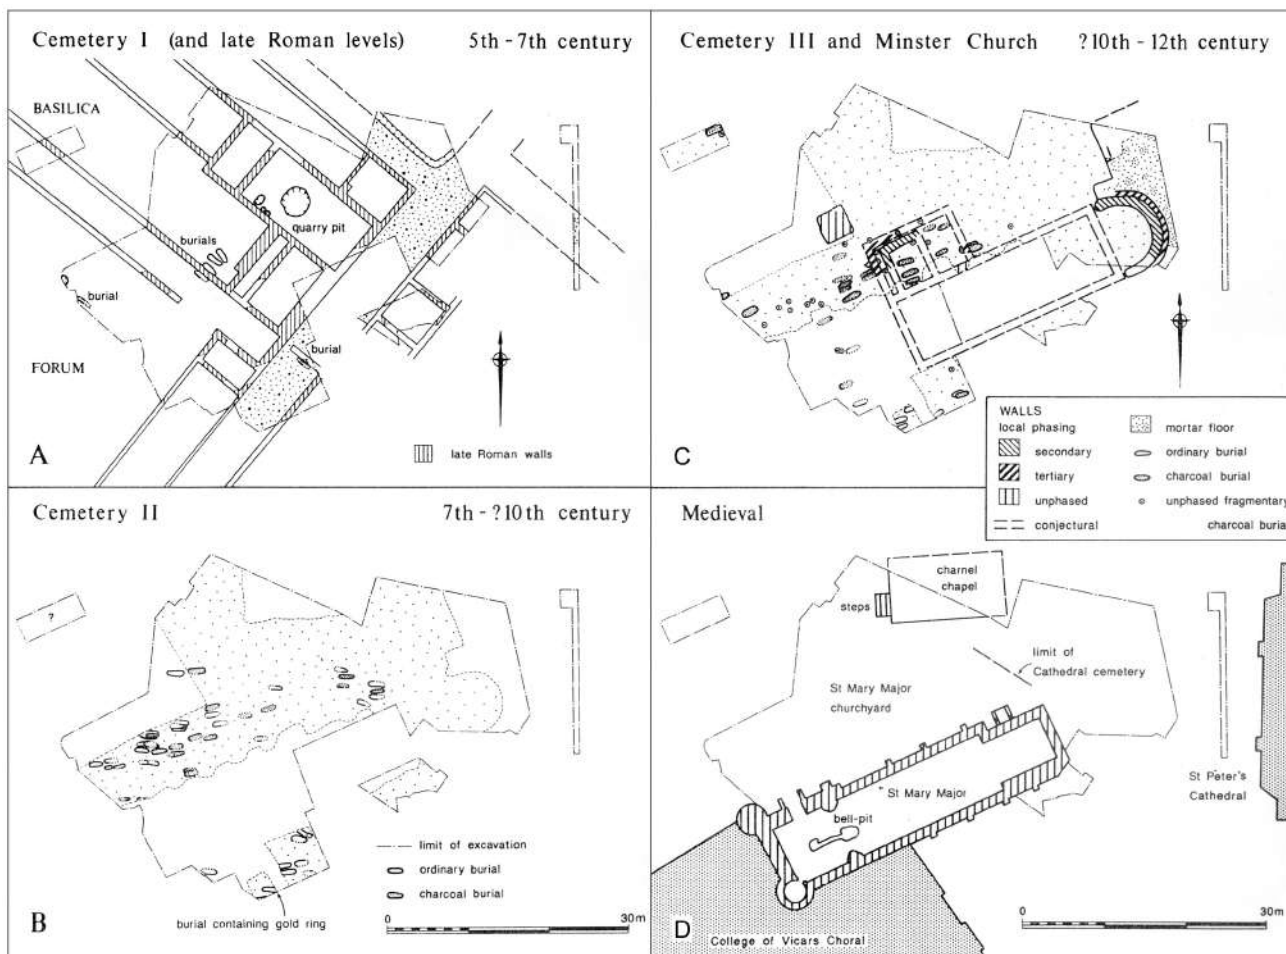 Cemetery I (and late Roman levels) 5th - 7th century
BASILICA
burials
quarry pit
burial
burial
FORUM
late Roman walls
A
Cemetery III and Minster Church ?10th - 12th century
C
WALLS
local phasing
secondary
tertiary
unphased
conjectural
mortar floor
ordinary burial
charcoal burial
unphased fragmentary
charcoal burial
Cemetery II 7th - ?10th century
?
limit of excavation
ordinary burial
charcoal burial
burial containing gold ring
0 30m
B
Medieval
charnel
chapel
steps
limit of
Cathedral cemetery
St Mary Major
churchyard
St Mary Major
bell-pit
St Peter's
Cathedral
College of Vicars Choral
0 30m
D